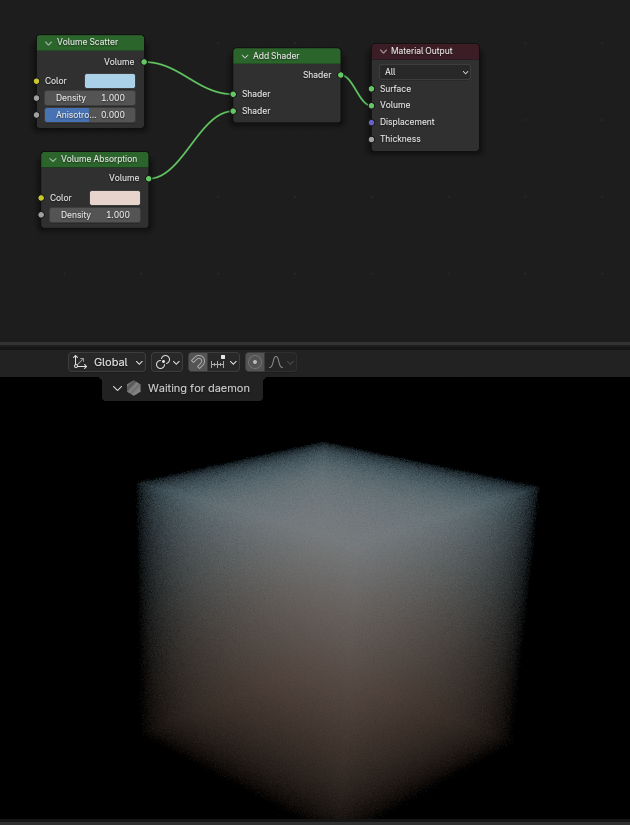 Volume Scatter
Volume
Color
Density 1.000
Anisotro... 0.000
Volume Absorption
Volume
Color
Density 1.000
Add Shader
Shader
Shader
Shader
Material Output
All
Surface
Volume
Displacement
Thickness
Global
Waiting for daemon